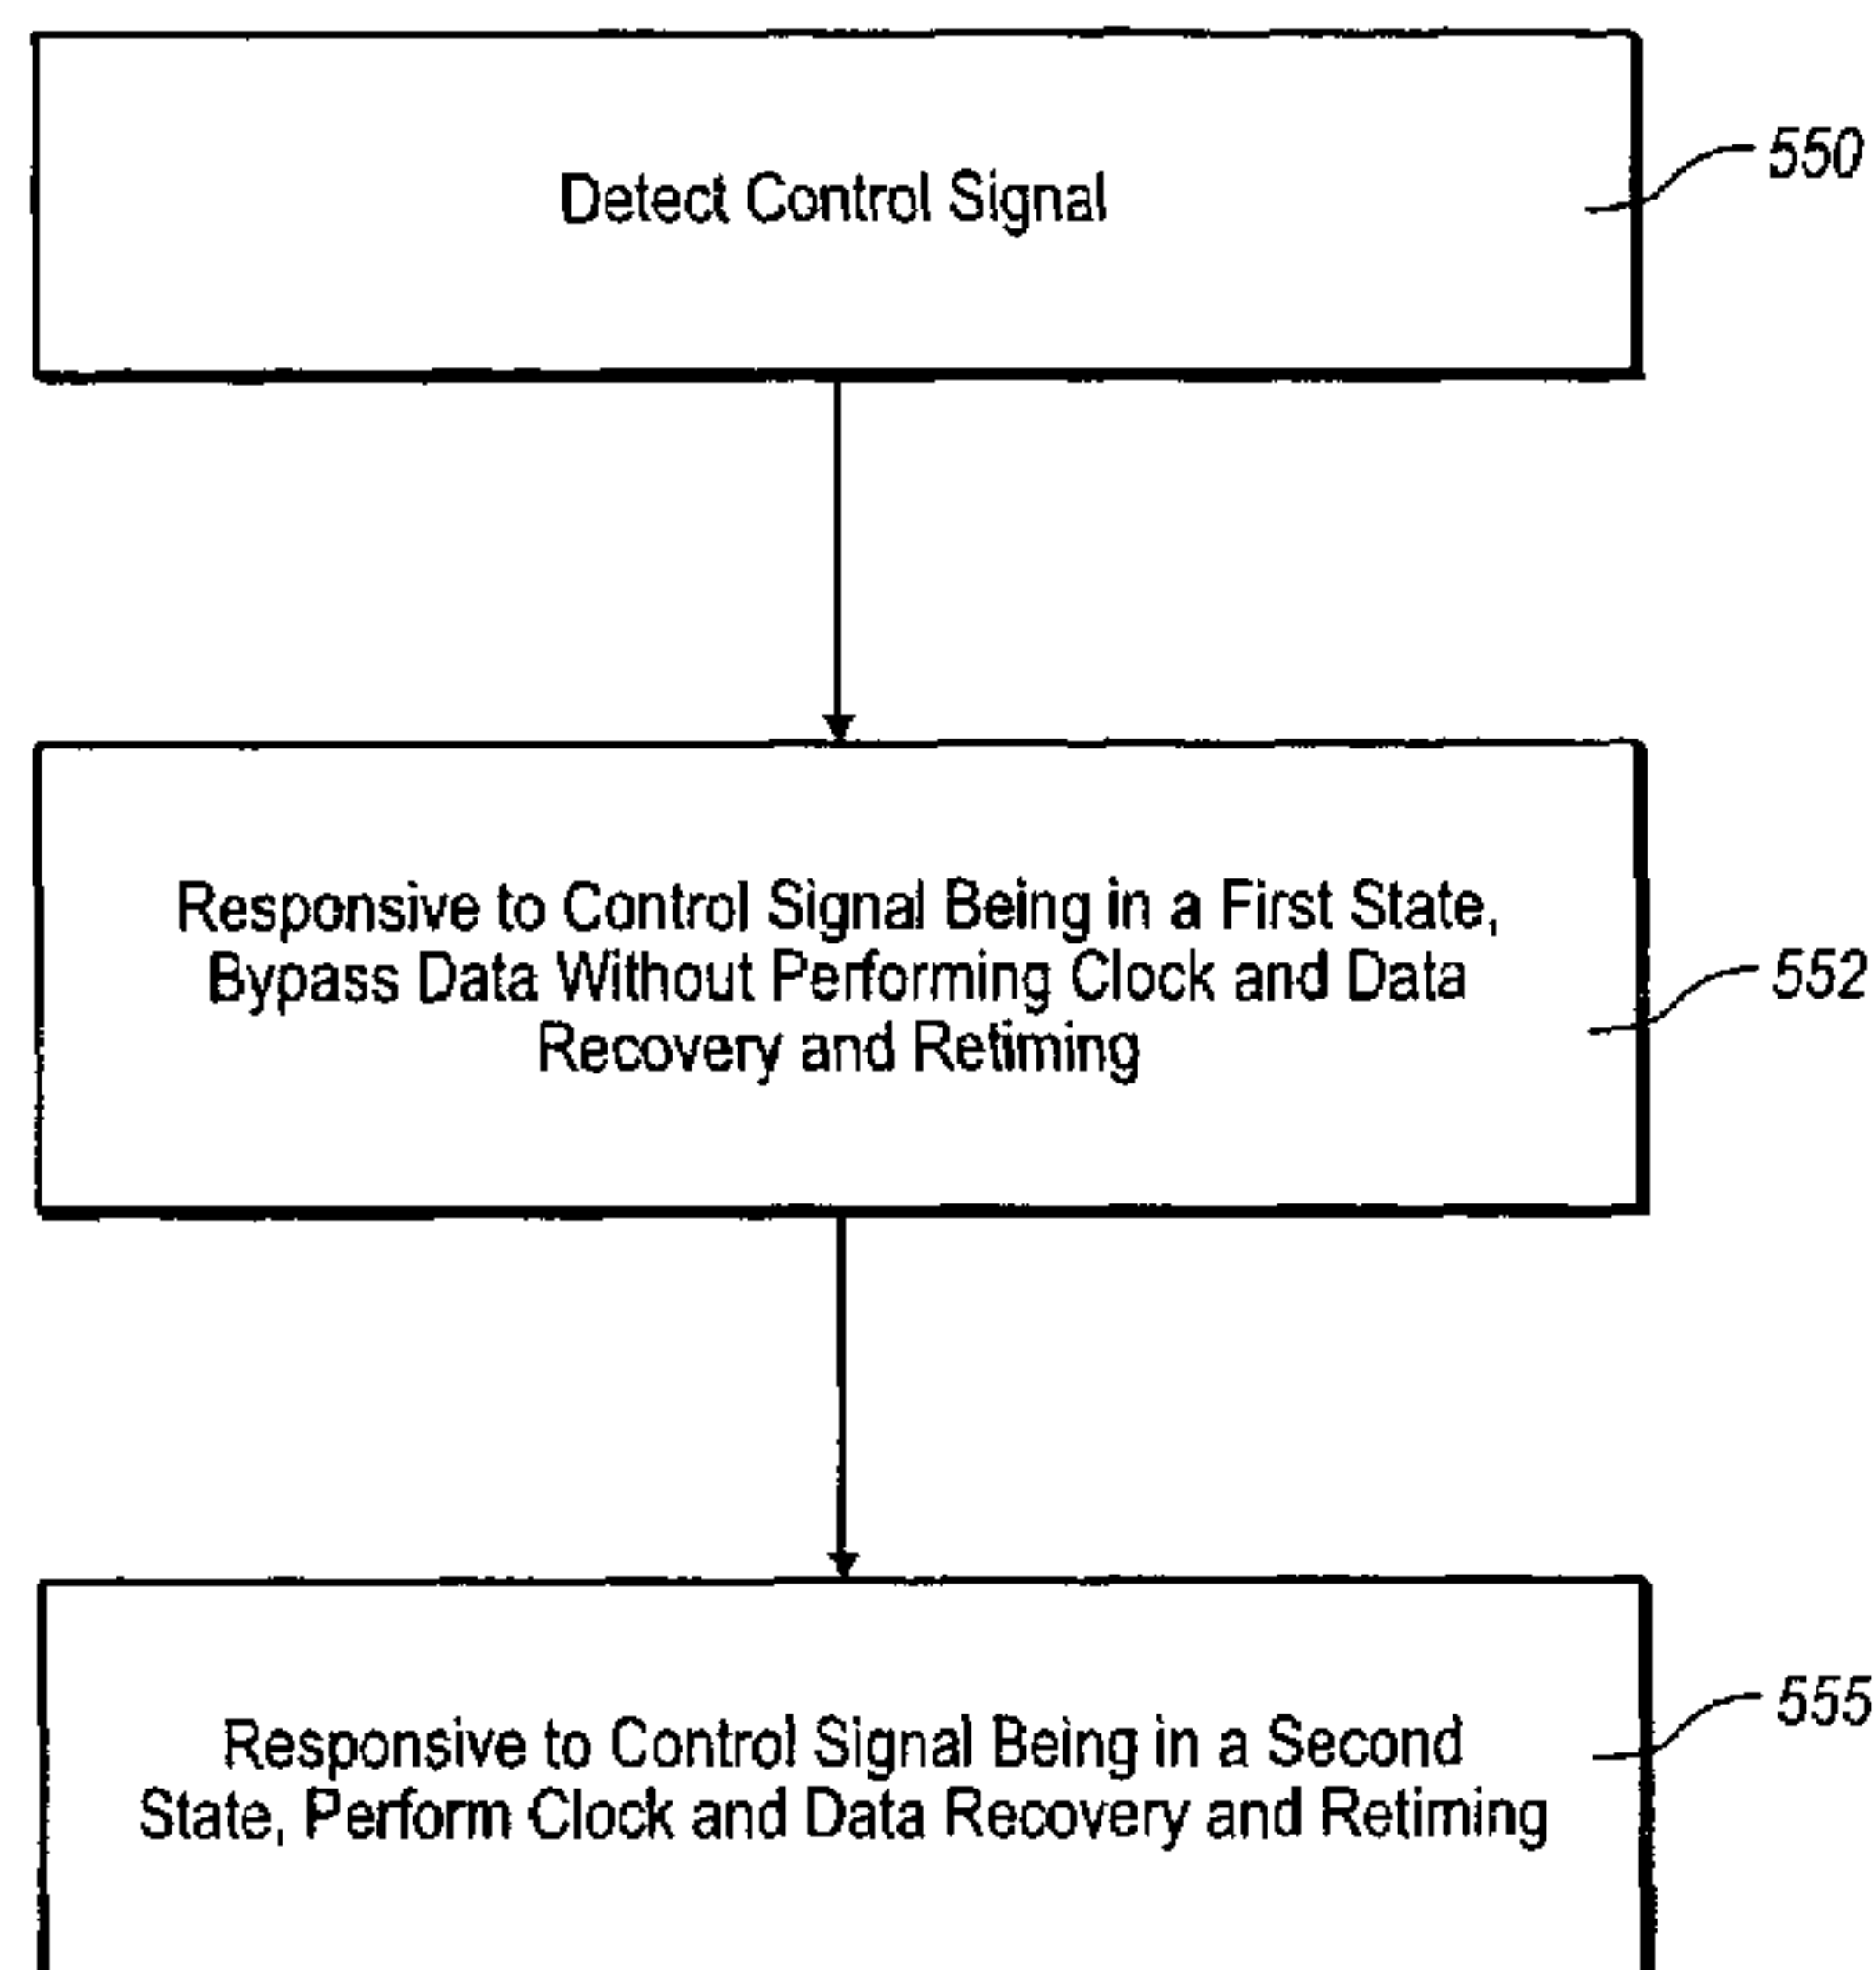 Detect Control Signal
550
Responsive to Control Signal Being in a First State,
Bypass Data Without Performing Clock and Data
Recovery and Retiming
552
Responsive to Control Signal Being in a Second
State, Perform Clock and Data Recovery and Retiming
555